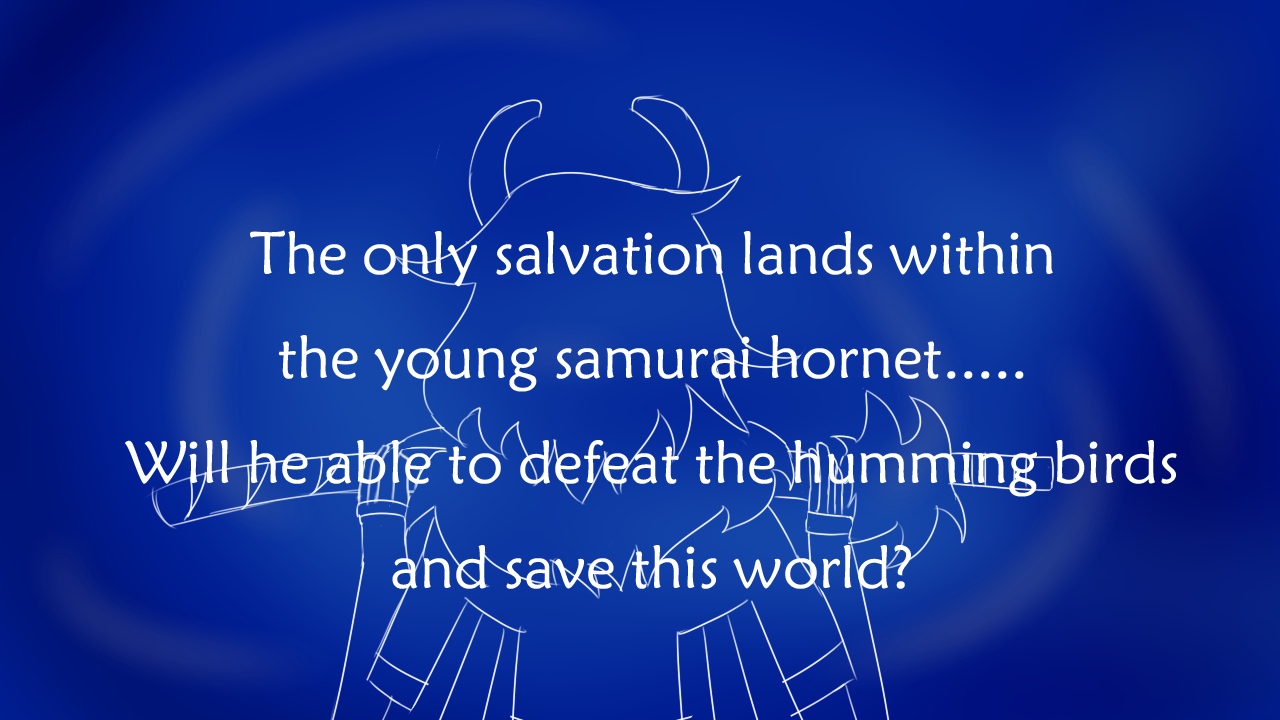 The only salvation lands within
the young samurai hornet.....
Will he able to defeat the humming birds
and save this world?